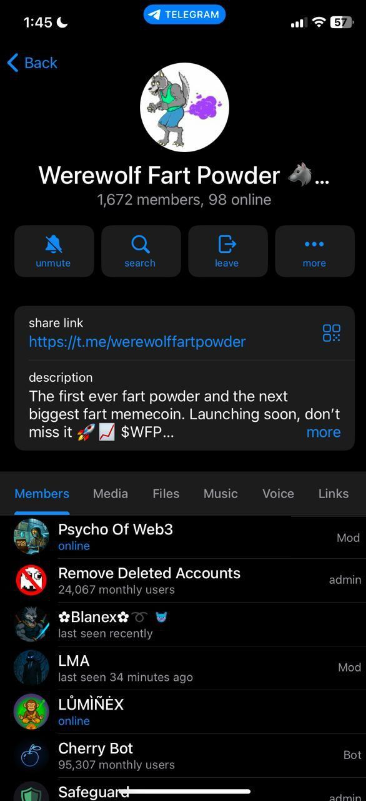 1:45
TELEGRAM
57
Back
Werewolf Fart Powder 🐺...
1,672 members, 98 online
unmute
search
leave
more
share link
https://t.me/werewolffartpowder
description
The first ever fart powder and the next
biggest fart memecoin. Launching soon, don't
miss it 🚀 📈 $WFP...
more
Members Media Files Music Voice Links
Psycho Of Web3
Mod
online
Remove Deleted Accounts
admin
24,067 monthly users
✿Blanex✿➰ 😈
last seen recently
LMA
Mod
last seen 34 minutes ago
LŮMÌÑĖX
online
Cherry Bot
Bot
95,307 monthly users
Safeguard
admin